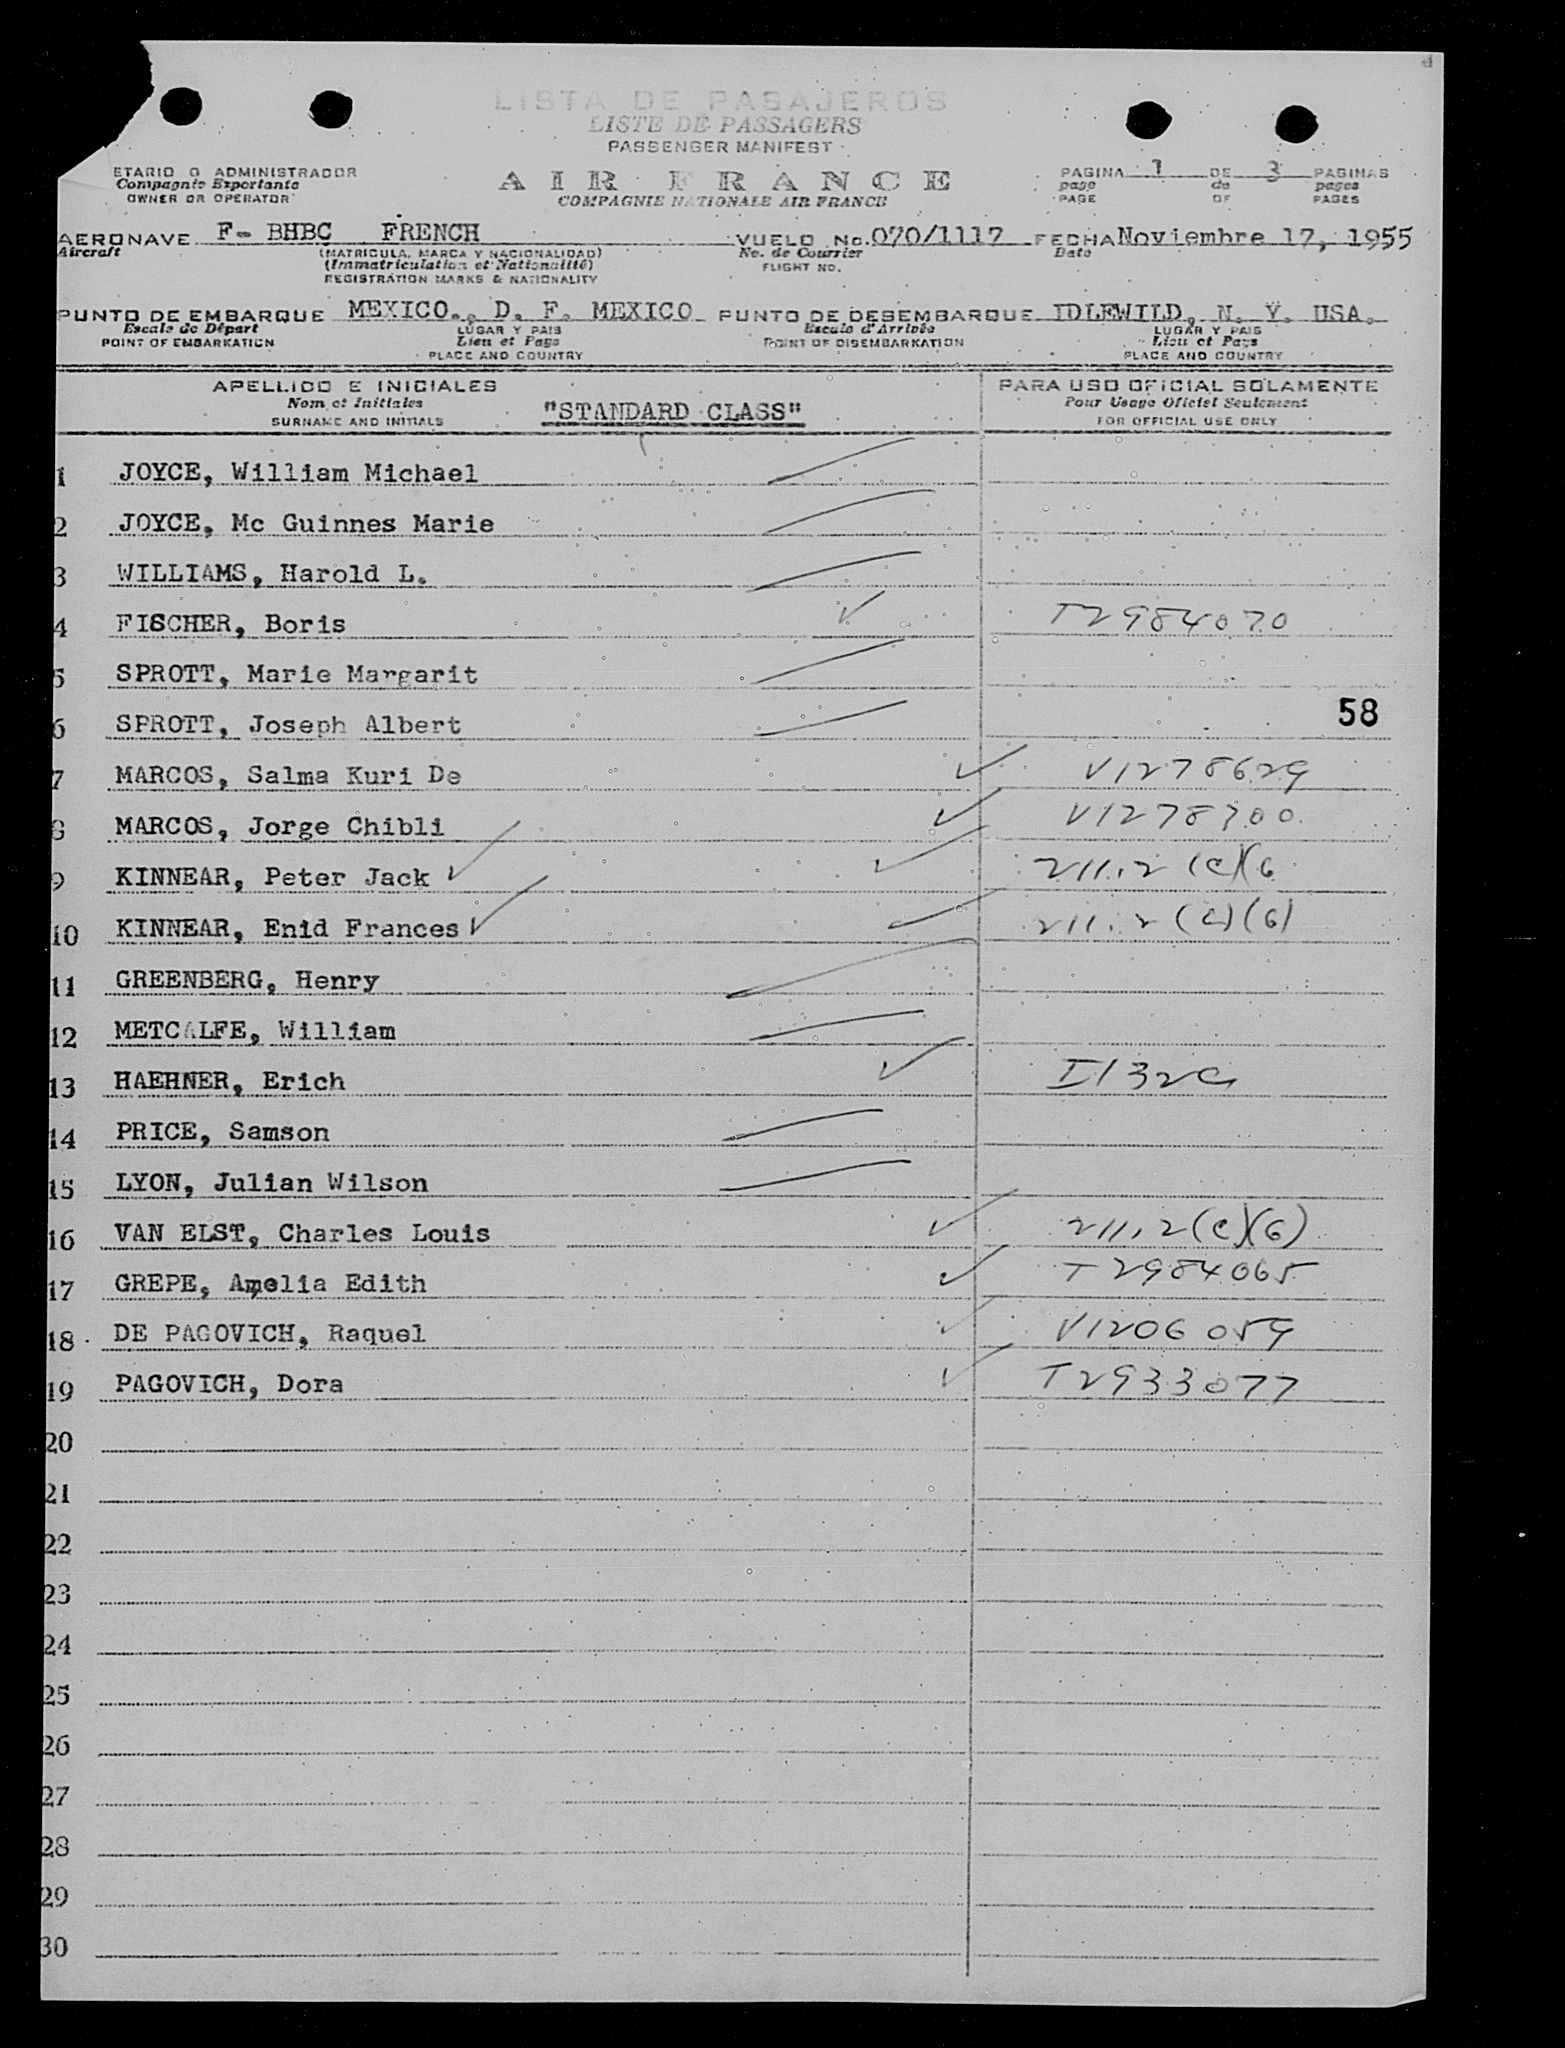 LISTA DE PASAJEROS
LISTE DE PASSAGERS
PASSENGER MANIFEST
ETARIO O ADMINISTRADOR
Compagnie Exportante
OWNER OR OPERATOR
AIR FRANCE
COMPAGNIE NATIONALE AIR FRANCE
PAGINA 1 DE 3 PAGINAS
page de pages
PAGE OF PAGES
AERONAVE F- BHBC FRENCH VUELO No. 070/1117 FECHA Noviembre 17, 1955
Aircraft (MATRICULA, MARCA Y NACIONALIDAD) No. de Courrier Date
(Immatriculation et Nationalité) FLIGHT NO.
REGISTRATION MARKS & NATIONALITY
PUNTO DE EMBARQUE MEXICO., D. F. MEXICO PUNTO DE DESEMBARQUE IDLEWILD, N. Y. USA.
Escale de Départ LUGAR Y PAIS Escale d'Arrivée LUGAR Y PAIS
POINT OF EMBARKATION Lieu et Pays POINT OF DISEMBARKATION Lieu et Pays
PLACE AND COUNTRY PLACE AND COUNTRY
APELLIDO E INICIALES PARA USO OFICIAL SOLAMENTE
Nom et Initiales "STANDARD CLASS" Pour Usage Oficiel Seulement
SURNAME AND INITIALS FOR OFFICIAL USE ONLY
1 JOYCE, William Michael
2 JOYCE, Mc Guinnes Marie
3 WILLIAMS, Harold L.
4 FISCHER, Boris T2984070
5 SPROTT, Marie Margarit
6 SPROTT, Joseph Albert 58
7 MARCOS, Salma Kuri De V1278629
8 MARCOS, Jorge Chibli V1278700
9 KINNEAR, Peter Jack 211.2 (c)(6
10 KINNEAR, Enid Frances 211.2 (c)(6)
11 GREENBERG, Henry
12 METCALFE, William
13 HAEHNER, Erich
14 PRICE, Samson
15 LYON, Julian Wilson
16 VAN ELST, Charles Louis 211.2(c)(6)
17 GREPE, Amelia Edith T2984065
18 DE PAGOVICH, Raquel V1206059
19 PAGOVICH, Dora T2933077
20
21
22
23
24
25
26
27
28
29
30